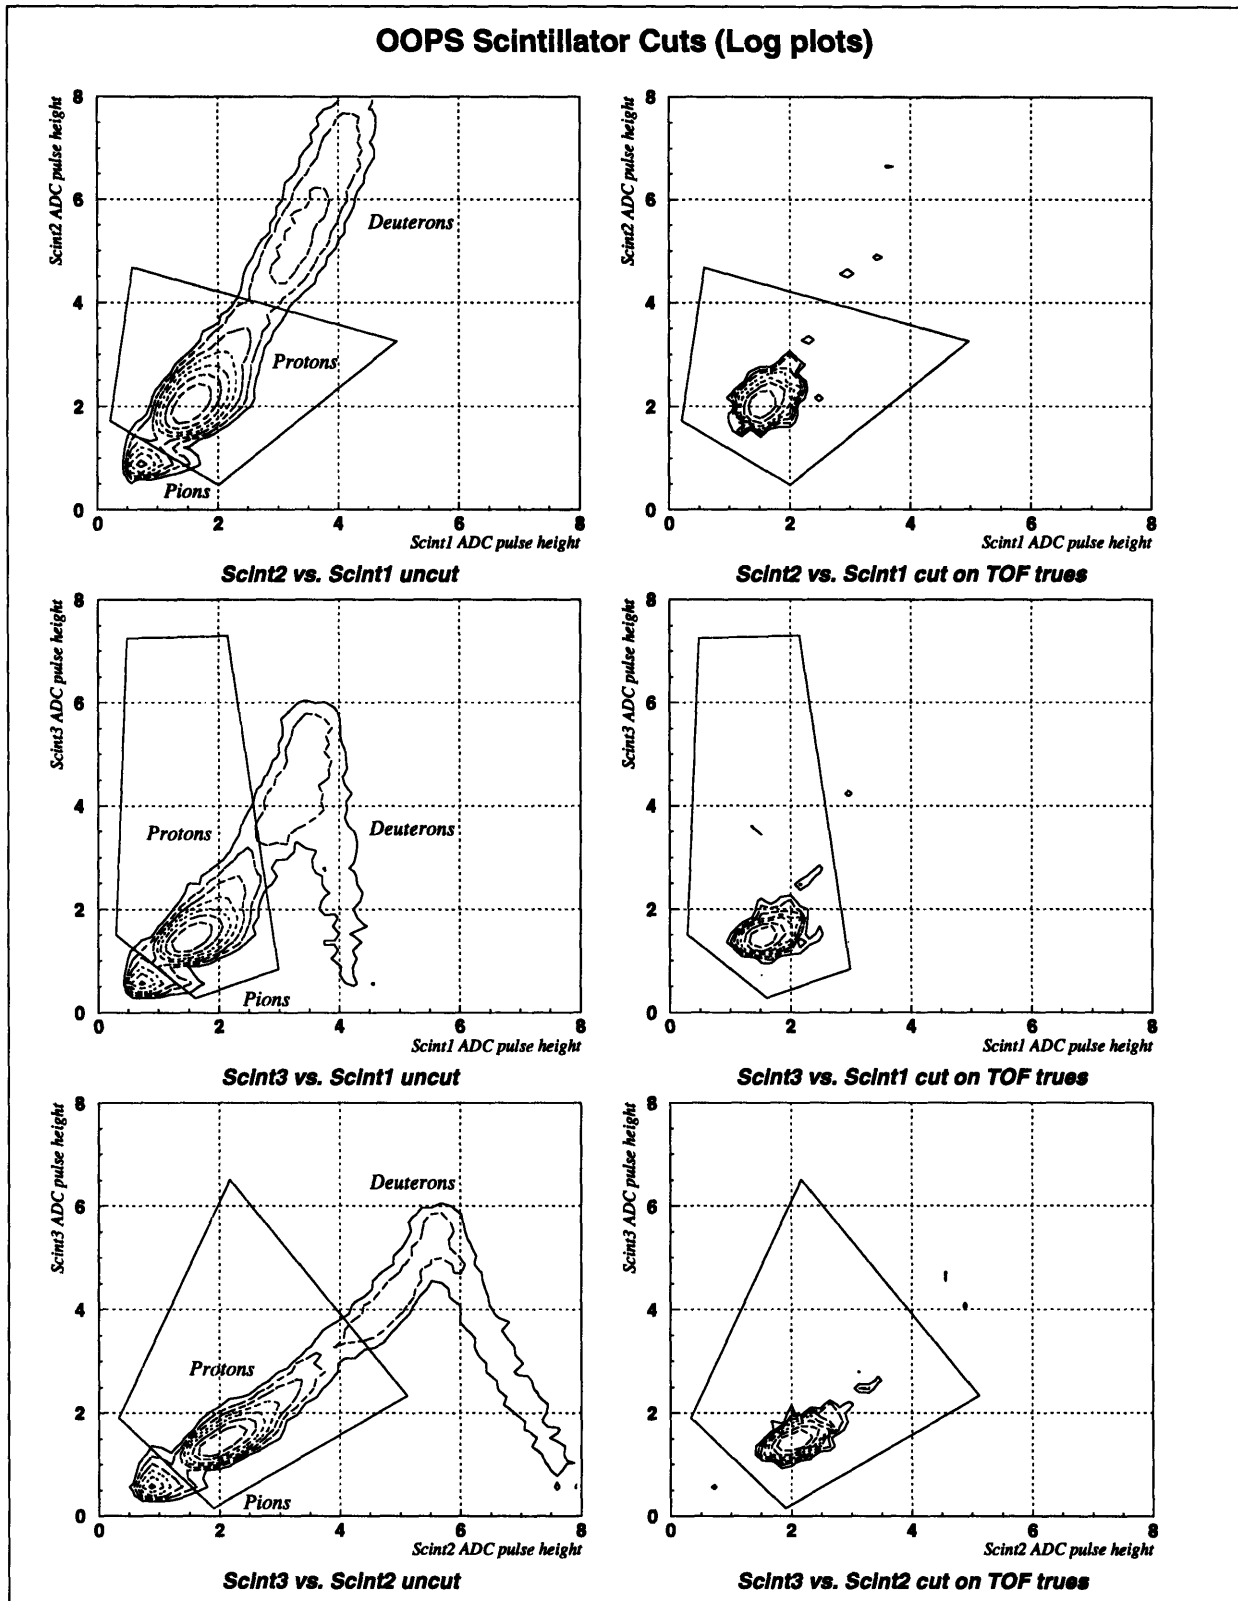 OOPS Scintillator Cuts (Log plots)
Scint2 ADC pulse height
8
6
4
2
0
0 2 4 6 8
Deuterons
Protons
Pions
Scint1 ADC pulse height
Scint2 vs. Scint1 uncut
Scint2 ADC pulse height
8
6
4
2
0
0 2 4 6 8
Scint1 ADC pulse height
Scint2 vs. Scint1 cut on TOF trues
Scint3 ADC pulse height
8
6
4
2
0
0 2 4 6 8
Protons
Deuterons
Pions
Scint1 ADC pulse height
Scint3 vs. Scint1 uncut
Scint3 ADC pulse height
8
6
4
2
0
0 2 4 6 8
Scint1 ADC pulse height
Scint3 vs. Scint1 cut on TOF trues
Scint3 ADC pulse height
8
6
4
2
0
0 2 4 6 8
Deuterons
Protons
Pions
Scint2 ADC pulse height
Scint3 vs. Scint2 uncut
Scint3 ADC pulse height
8
6
4
2
0
0 2 4 6 8
Scint2 ADC pulse height
Scint3 vs. Scint2 cut on TOF trues